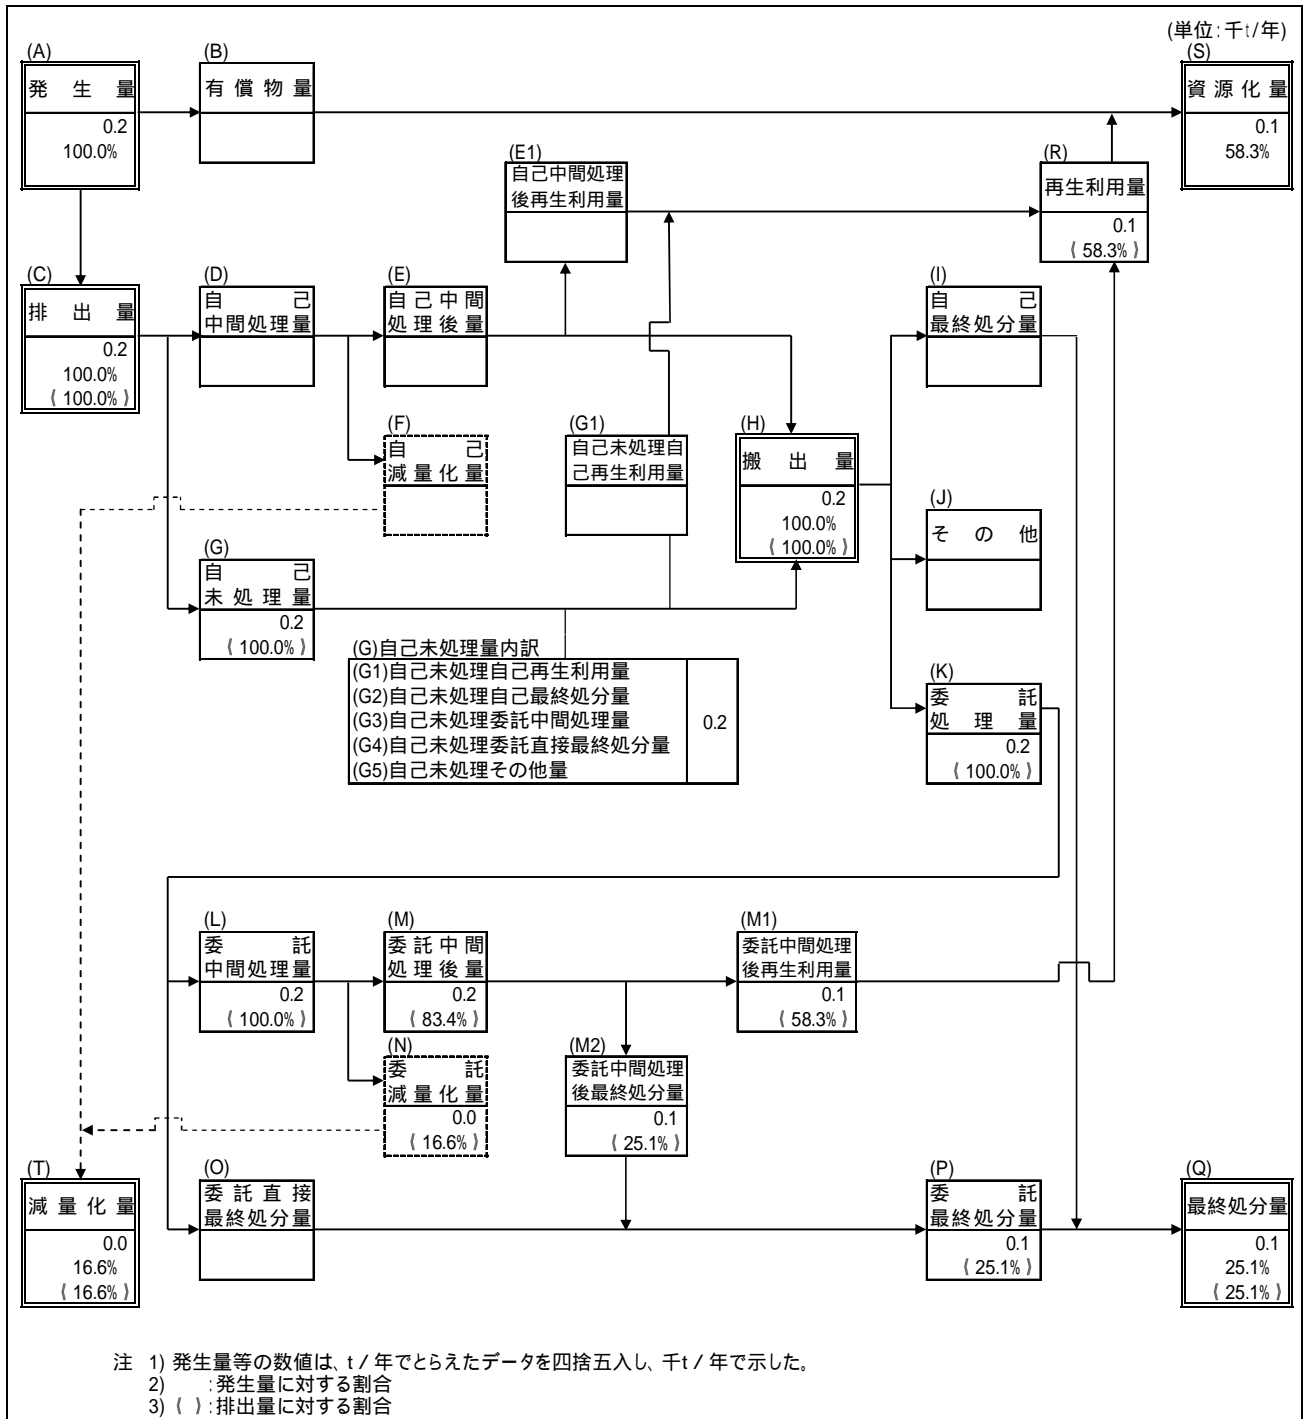 (単位:千t/年)
(A)
発生量
0.2
100.0%
(B)
有償物量
(S)
資源化量
0.1
58.3%
(E1)
自己中間処理
後再生利用量
(R)
再生利用量
0.1
( 58.3% )
(C)
排出量
0.2
100.0%
( 100.0% )
(D)
自己
中間処理量
(E)
自己中間
処理後量
(I)
自己
最終処分量
(F)
自己
減量化量
(G1)
自己未処理自
己再生利用量
(H)
搬出量
0.2
100.0%
( 100.0% )
(J)
その他
(G)
自己
未処理量
0.2
( 100.0% )
(G)自己未処理量内訳
(G1)自己未処理自己再生利用量
(G2)自己未処理自己最終処分量
(G3)自己未処理委託中間処理量
(G4)自己未処理委託直接最終処分量
(G5)自己未処理その他量
0.2
(K)
委託
処理量
0.2
( 100.0% )
(L)
委託
中間処理量
0.2
( 100.0% )
(M)
委託中間
処理後量
0.2
( 83.4% )
(M1)
委託中間処理
後再生利用量
0.1
( 58.3% )
(N)
委託
減量化量
0.0
( 16.6% )
(M2)
委託中間処理
後最終処分量
0.1
( 25.1% )
(T)
減量化量
0.0
16.6%
( 16.6% )
(O)
委託直接
最終処分量
(P)
委託
最終処分量
0.1
( 25.1% )
(Q)
最終処分量
0.1
25.1%
( 25.1% )
注 1) 発生量等の数値は、t/年でとらえたデータを四捨五入し、千t/年で示した。
2) :発生量に対する割合
3) ( ):排出量に対する割合